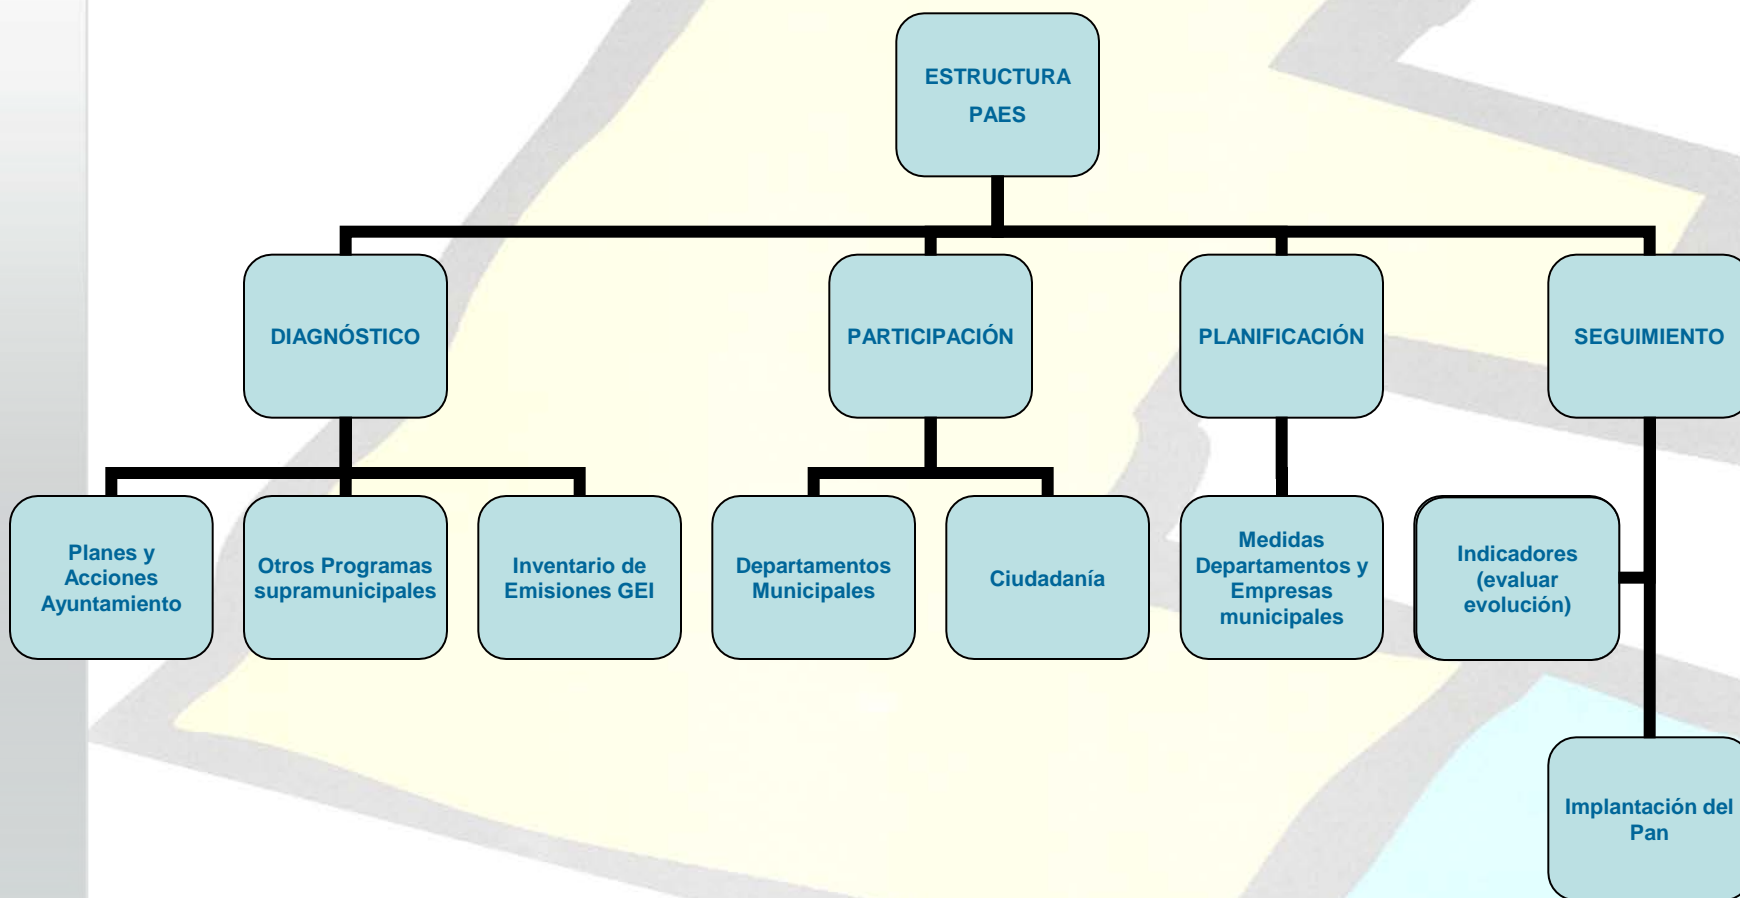 ESTRUCTURA
PAES
DIAGNÓSTICO
PARTICIPACIÓN
PLANIFICACIÓN
SEGUIMIENTO
Planes y
Acciones
Ayuntamiento
Otros Programas
supramunicipales
Inventario de
Emisiones GEI
Departamentos
Municipales
Ciudadanía
Medidas
Departamentos y
Empresas
municipales
Indicadores
(evaluar
evolución)
Implantación del
Pan